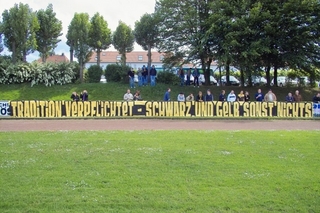 TRADITION VERPFLICHTET - SCHWARZ UND GELB SONST NICHTS